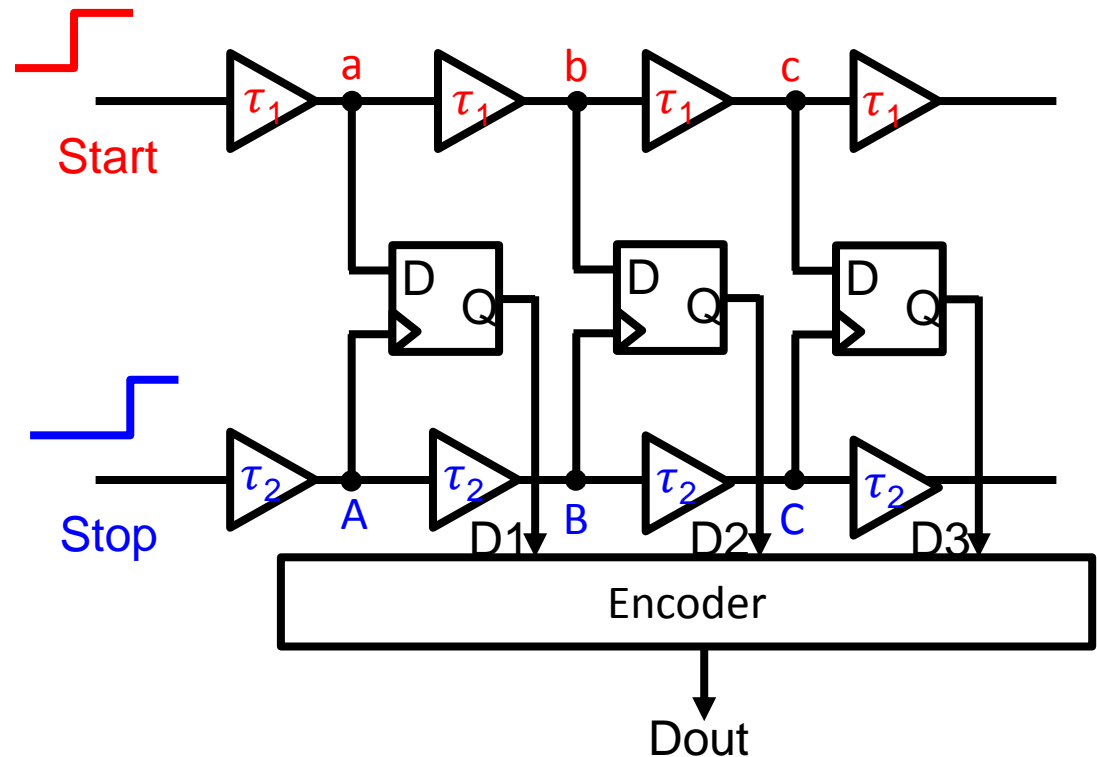 a b c
τ1 τ1 τ1 τ1
Start
D D D
Q Q Q
τ2 τ2 τ2 τ2
A B C
Stop
D1 D2 D3
Encoder
Dout